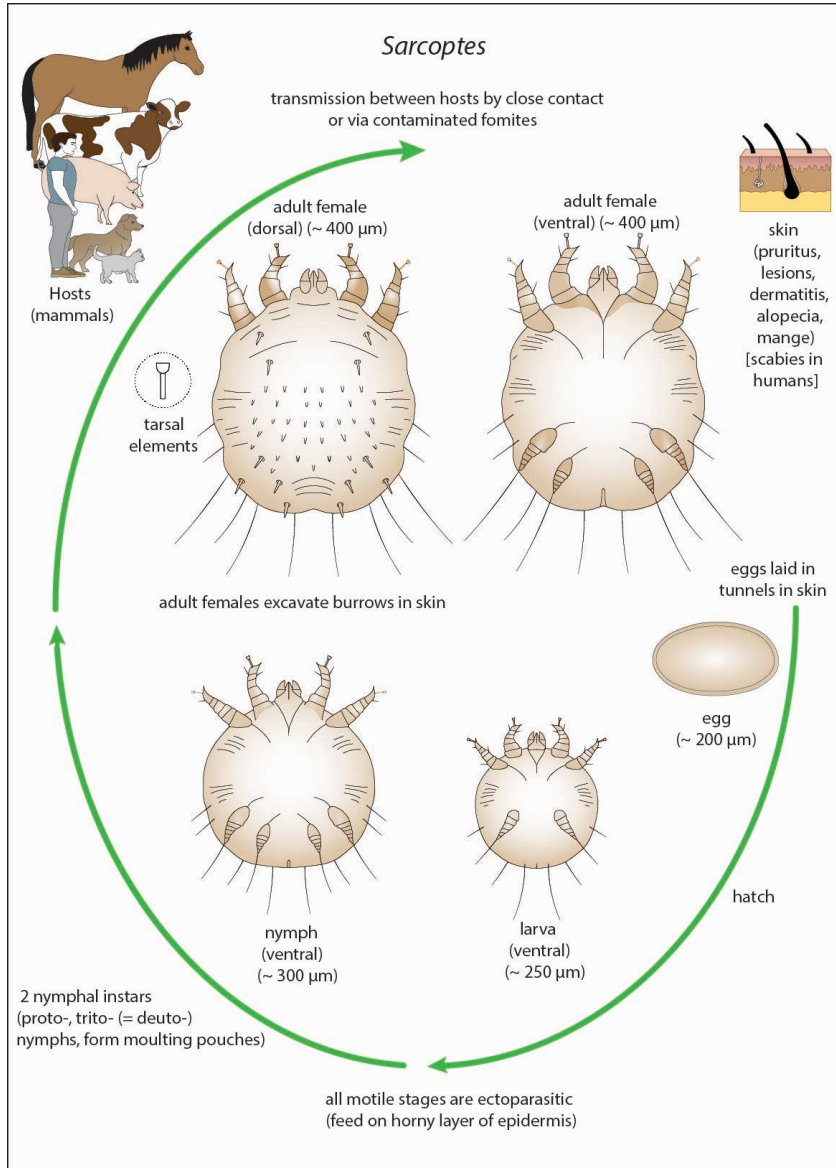 Sarcoptes
transmission between hosts by close contact
or via contaminated fomites
Hosts
(mammals)
adult female
(dorsal) (~ 400 µm)
adult female
(ventral) (~ 400 µm)
skin
(pruritus,
lesions,
dermatitis,
alopecia,
mange)
[scabies in
humans]
tarsal
elements
adult females excavate burrows in skin
eggs laid in
tunnels in skin
egg
(~ 200 µm)
hatch
nymph
(ventral)
(~ 300 µm)
larva
(ventral)
(~ 250 µm)
2 nymphal instars
(proto-, trito- (= deuto-)
nymphs, form moulting pouches)
all motile stages are ectoparasitic
(feed on horny layer of epidermis)